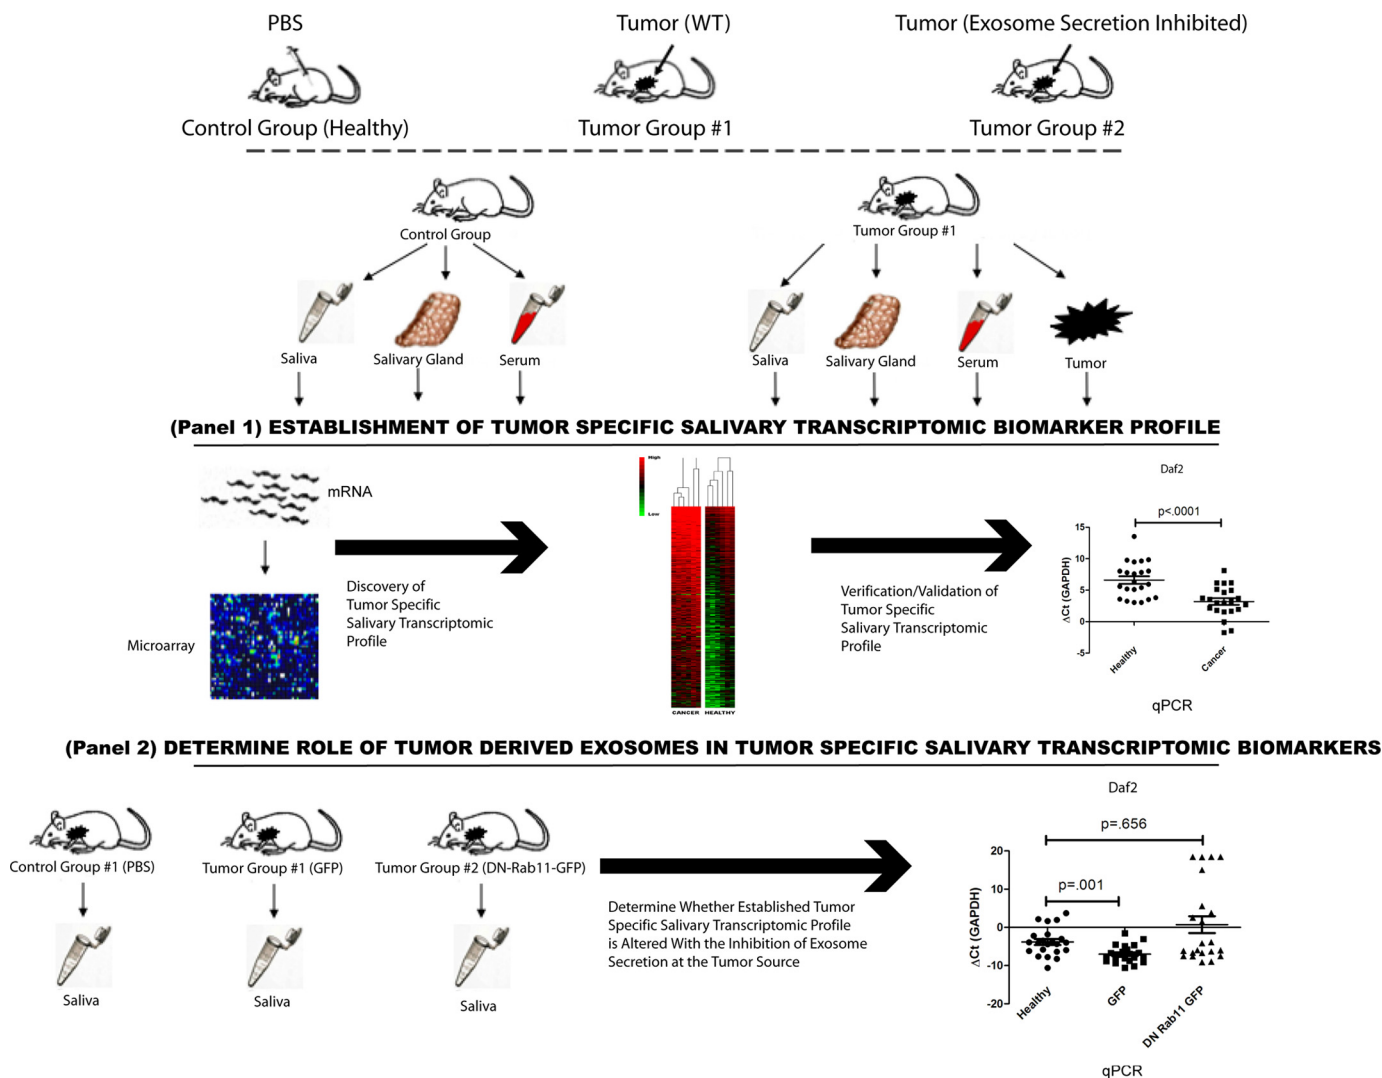 PBS
Tumor (WT)
Tumor (Exosome Secretion Inhibited)
Control Group (Healthy)
Tumor Group #1
Tumor Group #2
Control Group
Tumor Group #1
Saliva
Salivary Gland
Serum
Saliva
Salivary Gland
Serum
Tumor
(Panel 1) ESTABLISHMENT OF TUMOR SPECIFIC SALIVARY TRANSCRIPTOMIC BIOMARKER PROFILE
mRNA
Microarray
Discovery of
Tumor Specific
Salivary Transcriptomic
Profile
High
Low
CANCER
HEALTHY
Verification/Validation of
Tumor Specific
Salivary Transcriptomic
Profile
Daf2
p<.0001
15
10
5
0
-5
ΔCt (GAPDH)
Healthy
Cancer
qPCR
(Panel 2) DETERMINE ROLE OF TUMOR DERIVED EXOSOMES IN TUMOR SPECIFIC SALIVARY TRANSCRIPTOMIC BIOMARKERS
Control Group #1 (PBS)
Tumor Group #1 (GFP)
Tumor Group #2 (DN-Rab11-GFP)
Saliva
Saliva
Saliva
Determine Whether Established Tumor
Specific Salivary Transcriptomic Profile
is Altered With the Inhibition of Exosome
Secretion at the Tumor Source
Daf2
p=.656
p=.001
20
10
0
-10
-20
ΔCt (GAPDH)
Healthy
GFP
DN Rab11 GFP
qPCR